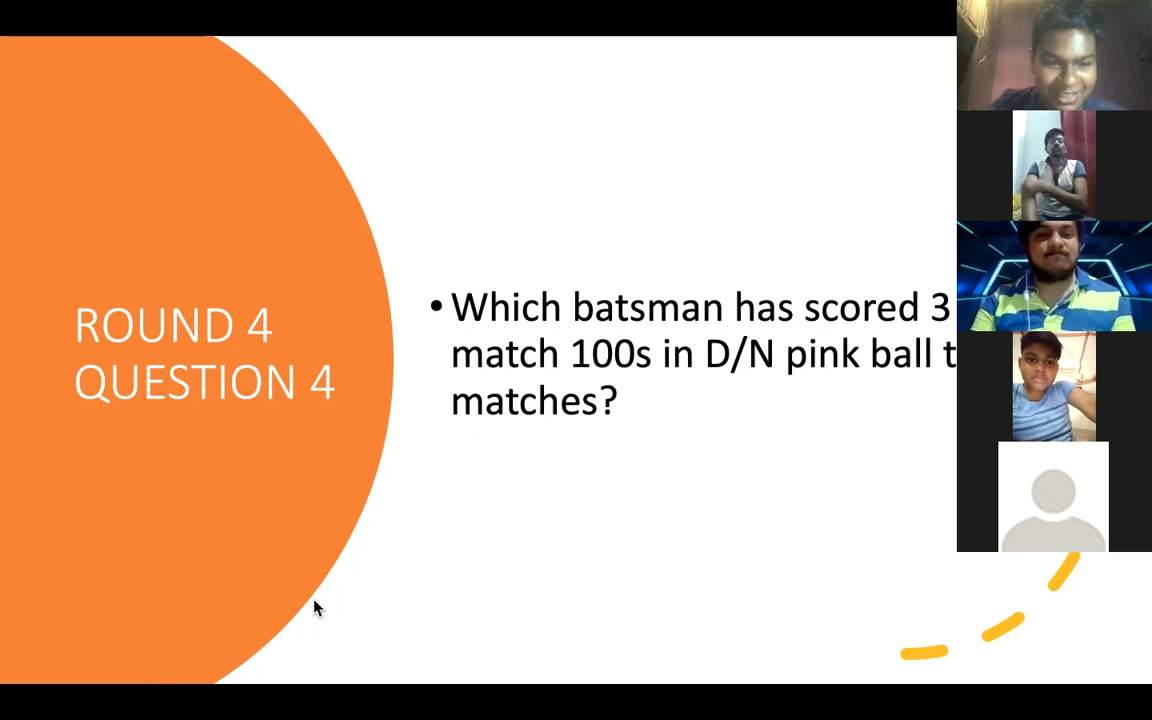 ROUND 4
QUESTION 4
• Which batsman has scored 3
match 100s in D/N pink ball t
matches?